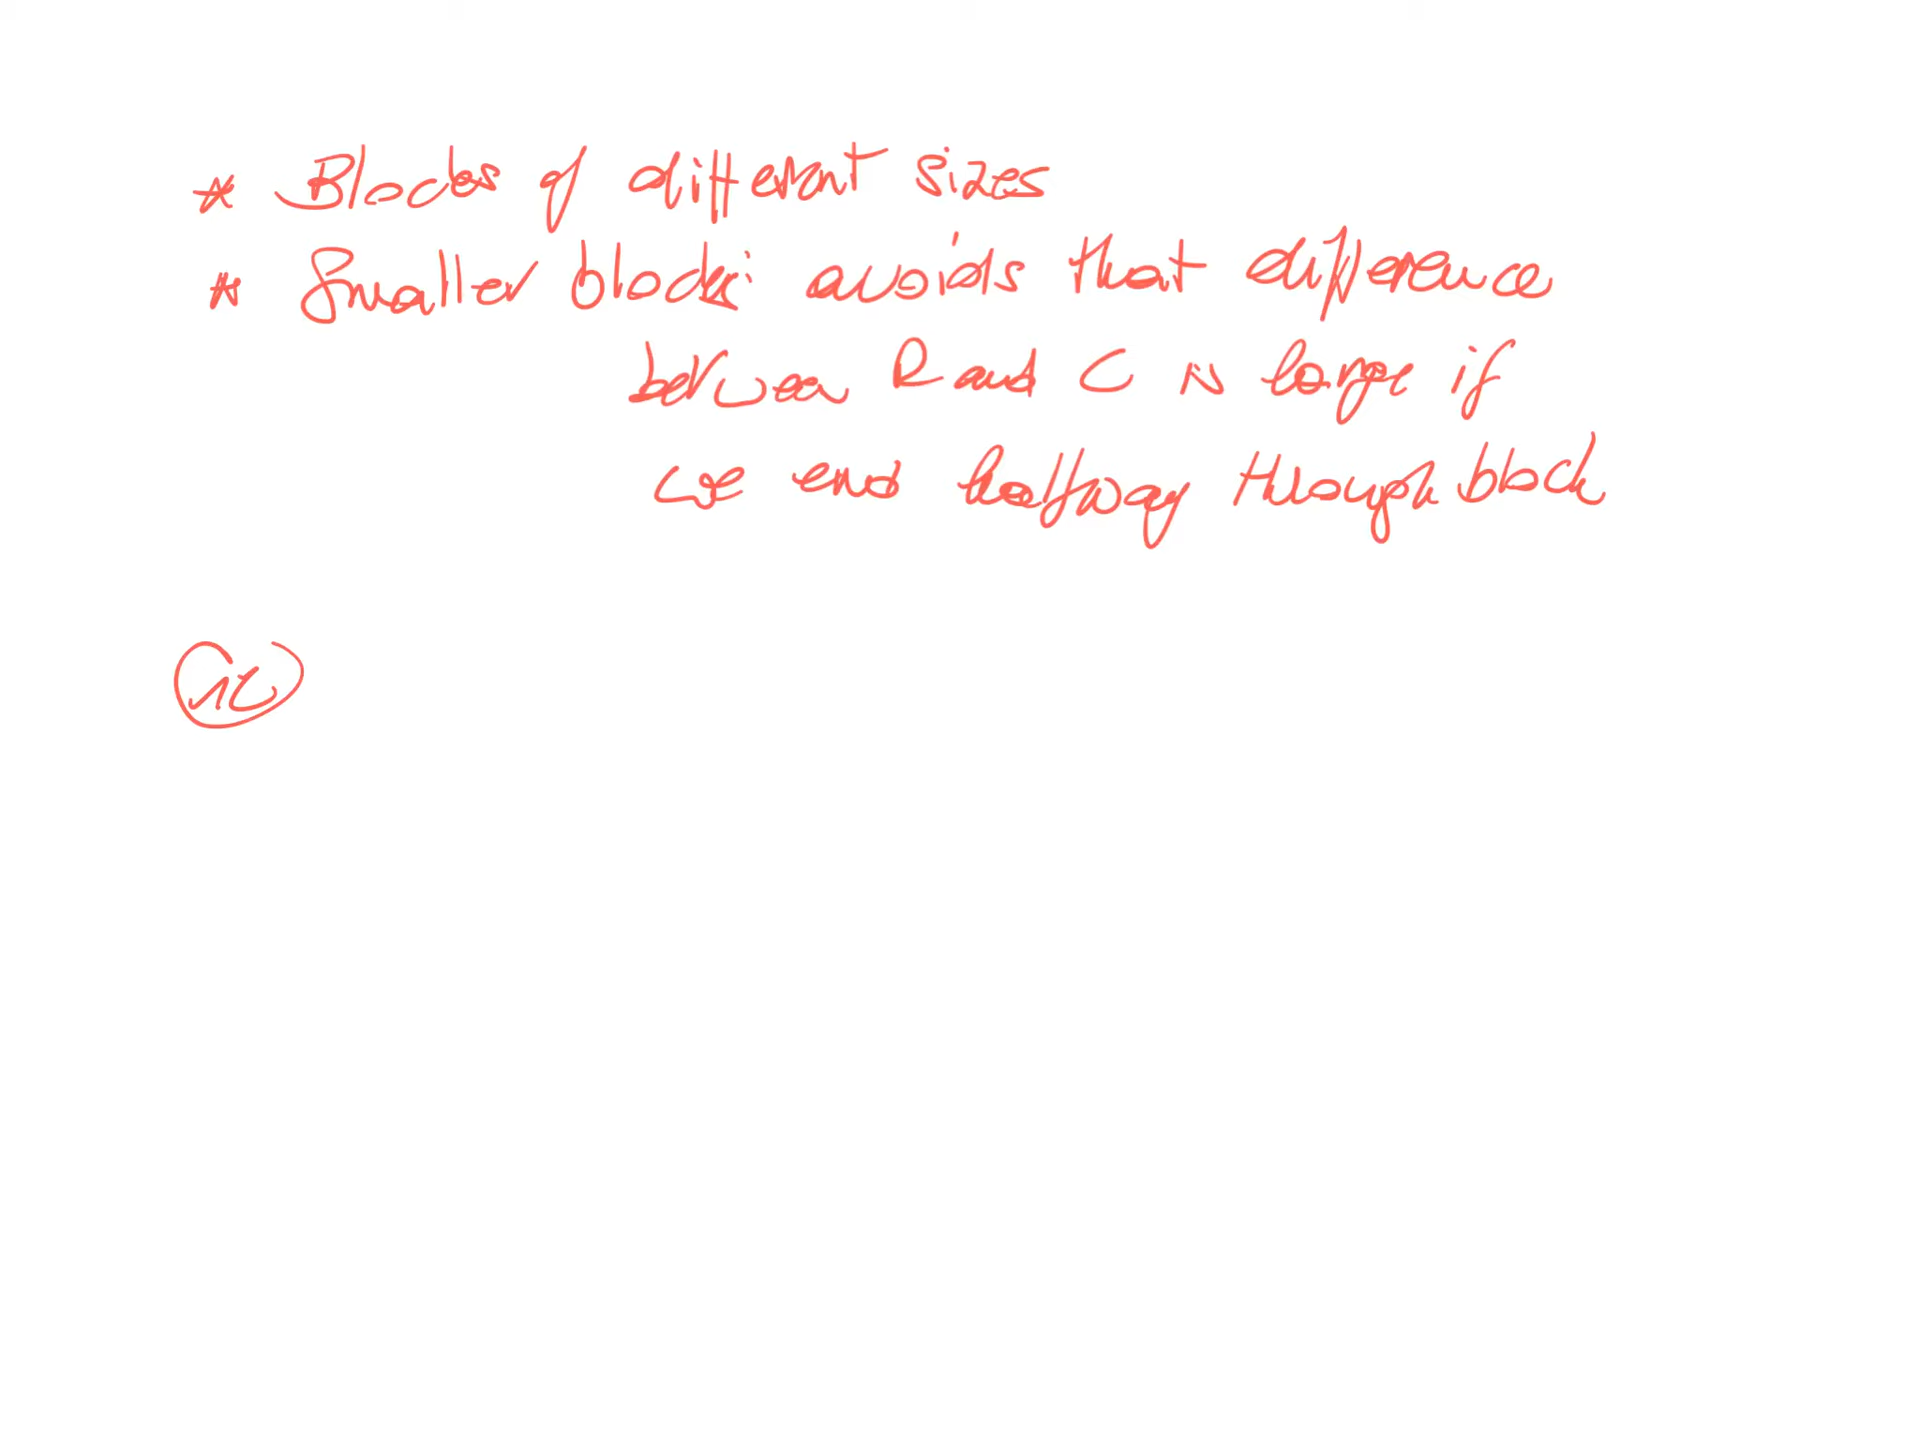 * Blocks of different sizes
* Smaller blocks: avoids that difference
between R and C is large if
we end halfway through block